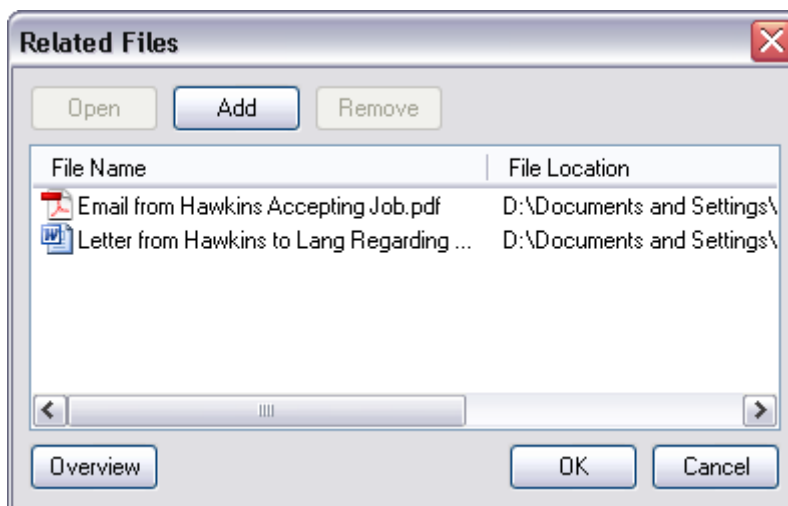 Related Files
Open Add Remove
File Name File Location
Email from Hawkins Accepting Job.pdf D:\Documents and Settings\
Letter from Hawkins to Lang Regarding ... D:\Documents and Settings\
Overview OK Cancel